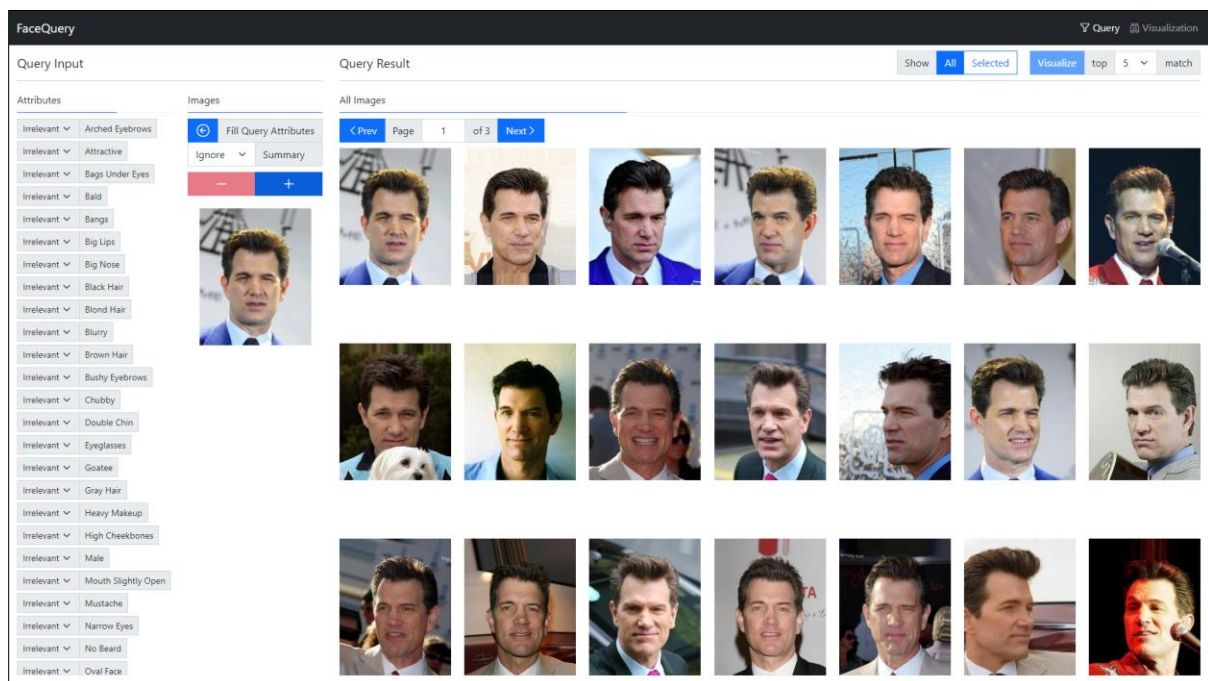 FaceQuery
Query Visualization
Query Input
Attributes
Irrelevant Arched Eyebrows
Irrelevant Attractive
Irrelevant Bags Under Eyes
Irrelevant Bald
Irrelevant Bangs
Irrelevant Big Lips
Irrelevant Big Nose
Irrelevant Black Hair
Irrelevant Blond Hair
Irrelevant Blurry
Irrelevant Brown Hair
Irrelevant Bushy Eyebrows
Irrelevant Chubby
Irrelevant Double Chin
Irrelevant Eyeglasses
Irrelevant Goatee
Irrelevant Gray Hair
Irrelevant Heavy Makeup
Irrelevant High Cheekbones
Irrelevant Male
Irrelevant Mouth Slightly Open
Irrelevant Mustache
Irrelevant Narrow Eyes
Irrelevant No Beard
Irrelevant Oval Face
Images
Fill Query Attributes
Ignore Summary
− +
Query Result
Show All Selected Visualize top 5 match
All Images
< Prev Page 1 of 3 Next >